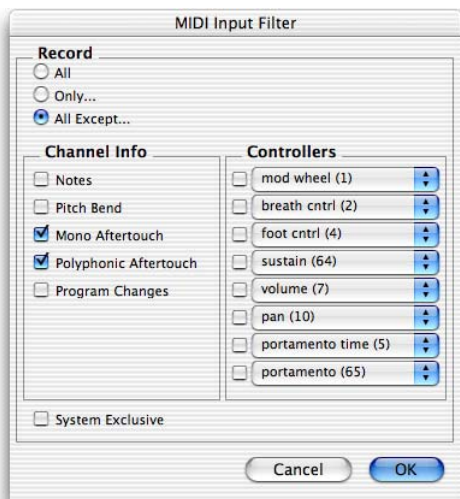 MIDI Input Filter
Record
All
Only...
All Except...
Channel Info
Notes
Pitch Bend
Mono Aftertouch
Polyphonic Aftertouch
Program Changes
Controllers
mod wheel (1)
breath cntrl (2)
foot cntrl (4)
sustain (64)
volume (7)
pan (10)
portamento time (5)
portamento (65)
System Exclusive
Cancel
OK